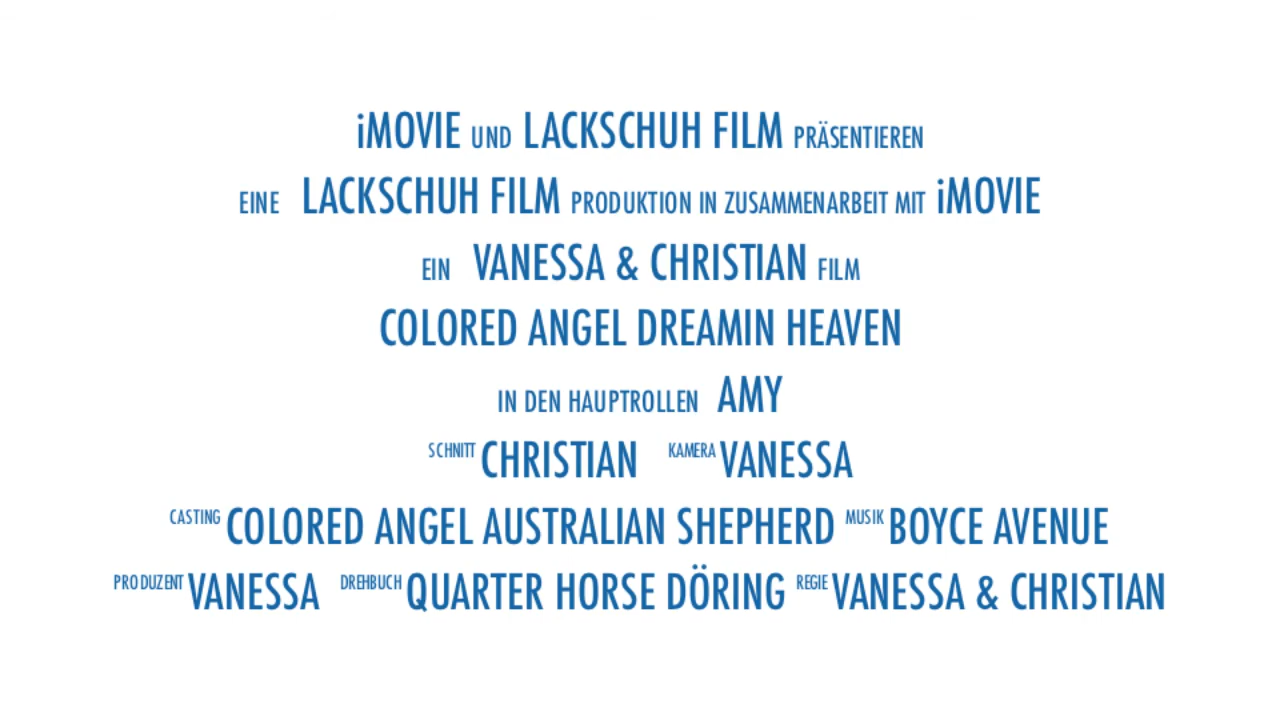 iMOVIE UND LACKSCHUH FILM PRÄSENTIEREN
EINE LACKSCHUH FILM PRODUKTION IN ZUSAMMENARBEIT MIT iMOVIE
EIN VANESSA & CHRISTIAN FILM
COLORED ANGEL DREAMIN HEAVEN
IN DEN HAUPTROLLEN AMY
SCHNITT CHRISTIAN KAMERA VANESSA
CASTING COLORED ANGEL AUSTRALIAN SHEPHERD MUSIK BOYCE AVENUE
PRODUZENT VANESSA DREHBUCH QUARTER HORSE DÖRING REGIE VANESSA & CHRISTIAN